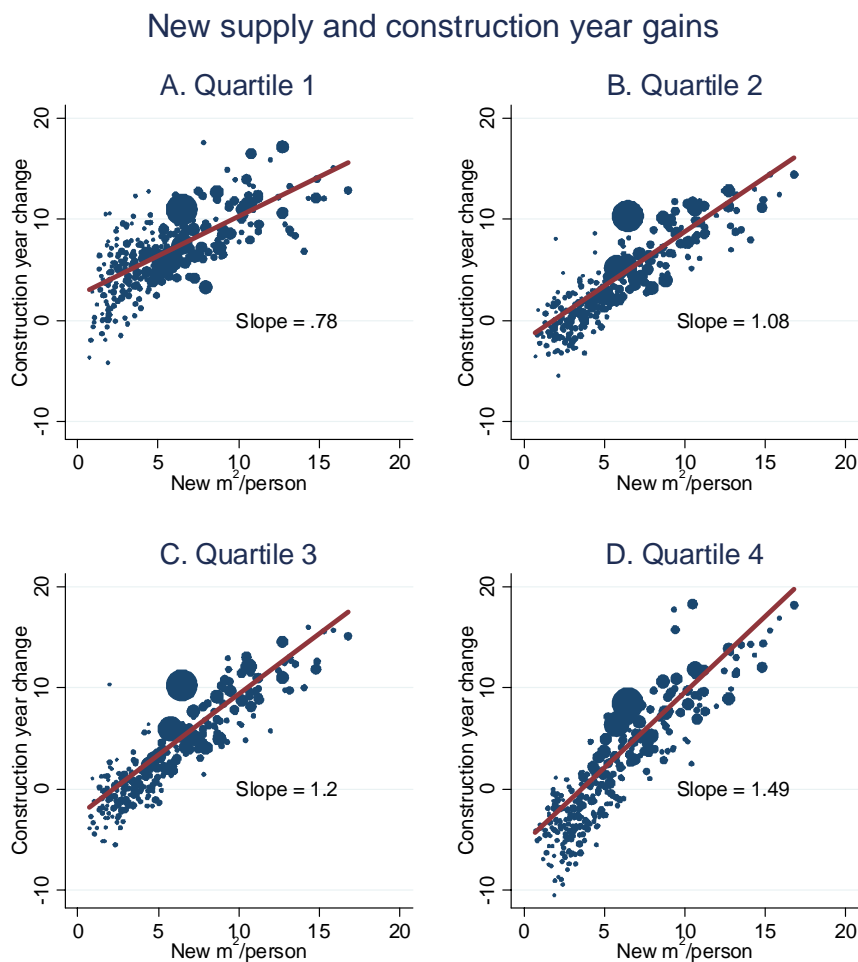 New supply and construction year gains
A. Quartile 1
Construction year change
20
10
0
-10
Slope = .78
0 5 10 15 20
New m²/person
B. Quartile 2
Construction year change
20
10
0
-10
Slope = 1.08
0 5 10 15 20
New m²/person
C. Quartile 3
Construction year change
20
10
0
-10
Slope = 1.2
0 5 10 15 20
New m²/person
D. Quartile 4
Construction year change
20
10
0
-10
Slope = 1.49
0 5 10 15 20
New m²/person